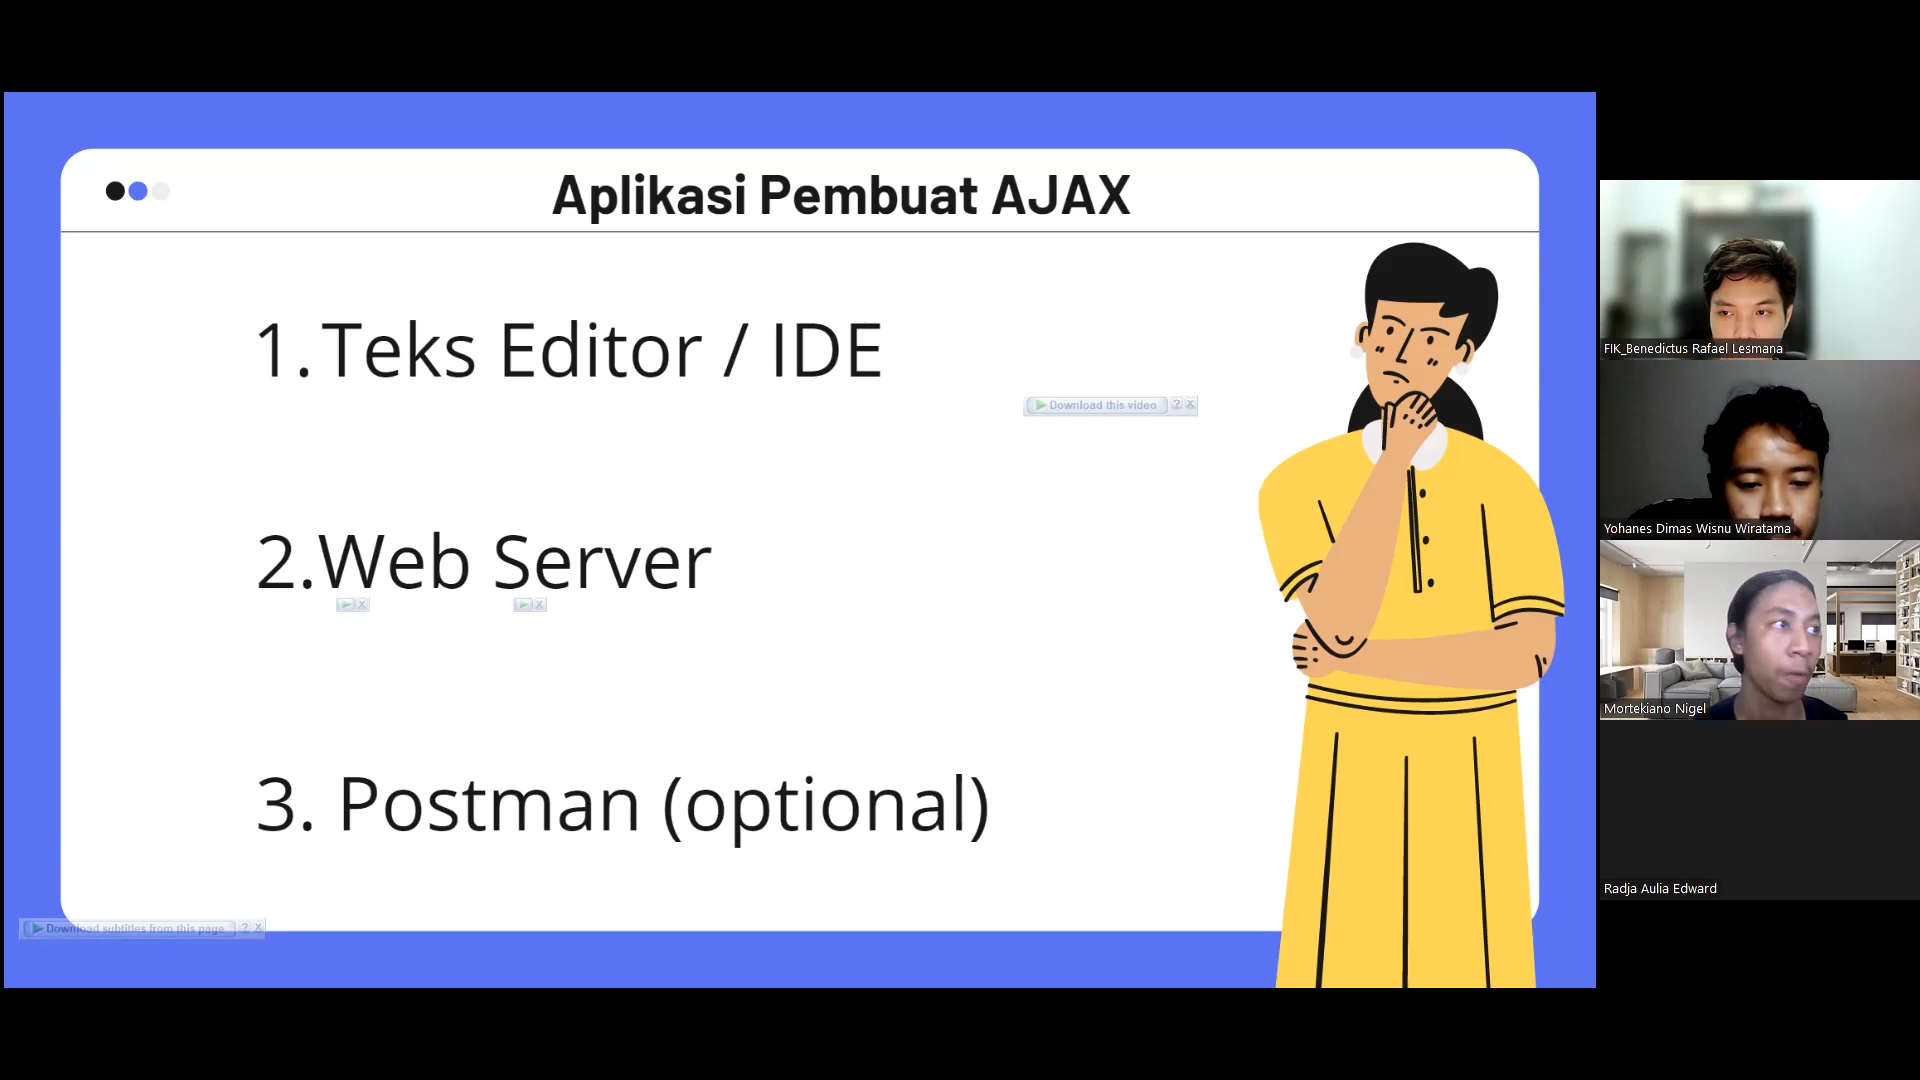 Aplikasi Pembuat AJAX
1. Teks Editor / IDE
Download this video ? X
2. Web Server
X
X
3. Postman (optional)
Download subtitles from this page ? X
FIK_Benedictus Rafael Lesmana
Yohanes Dimas Wisnu Wiratama
Mortekiano Nigel
Radja Aulia Edward